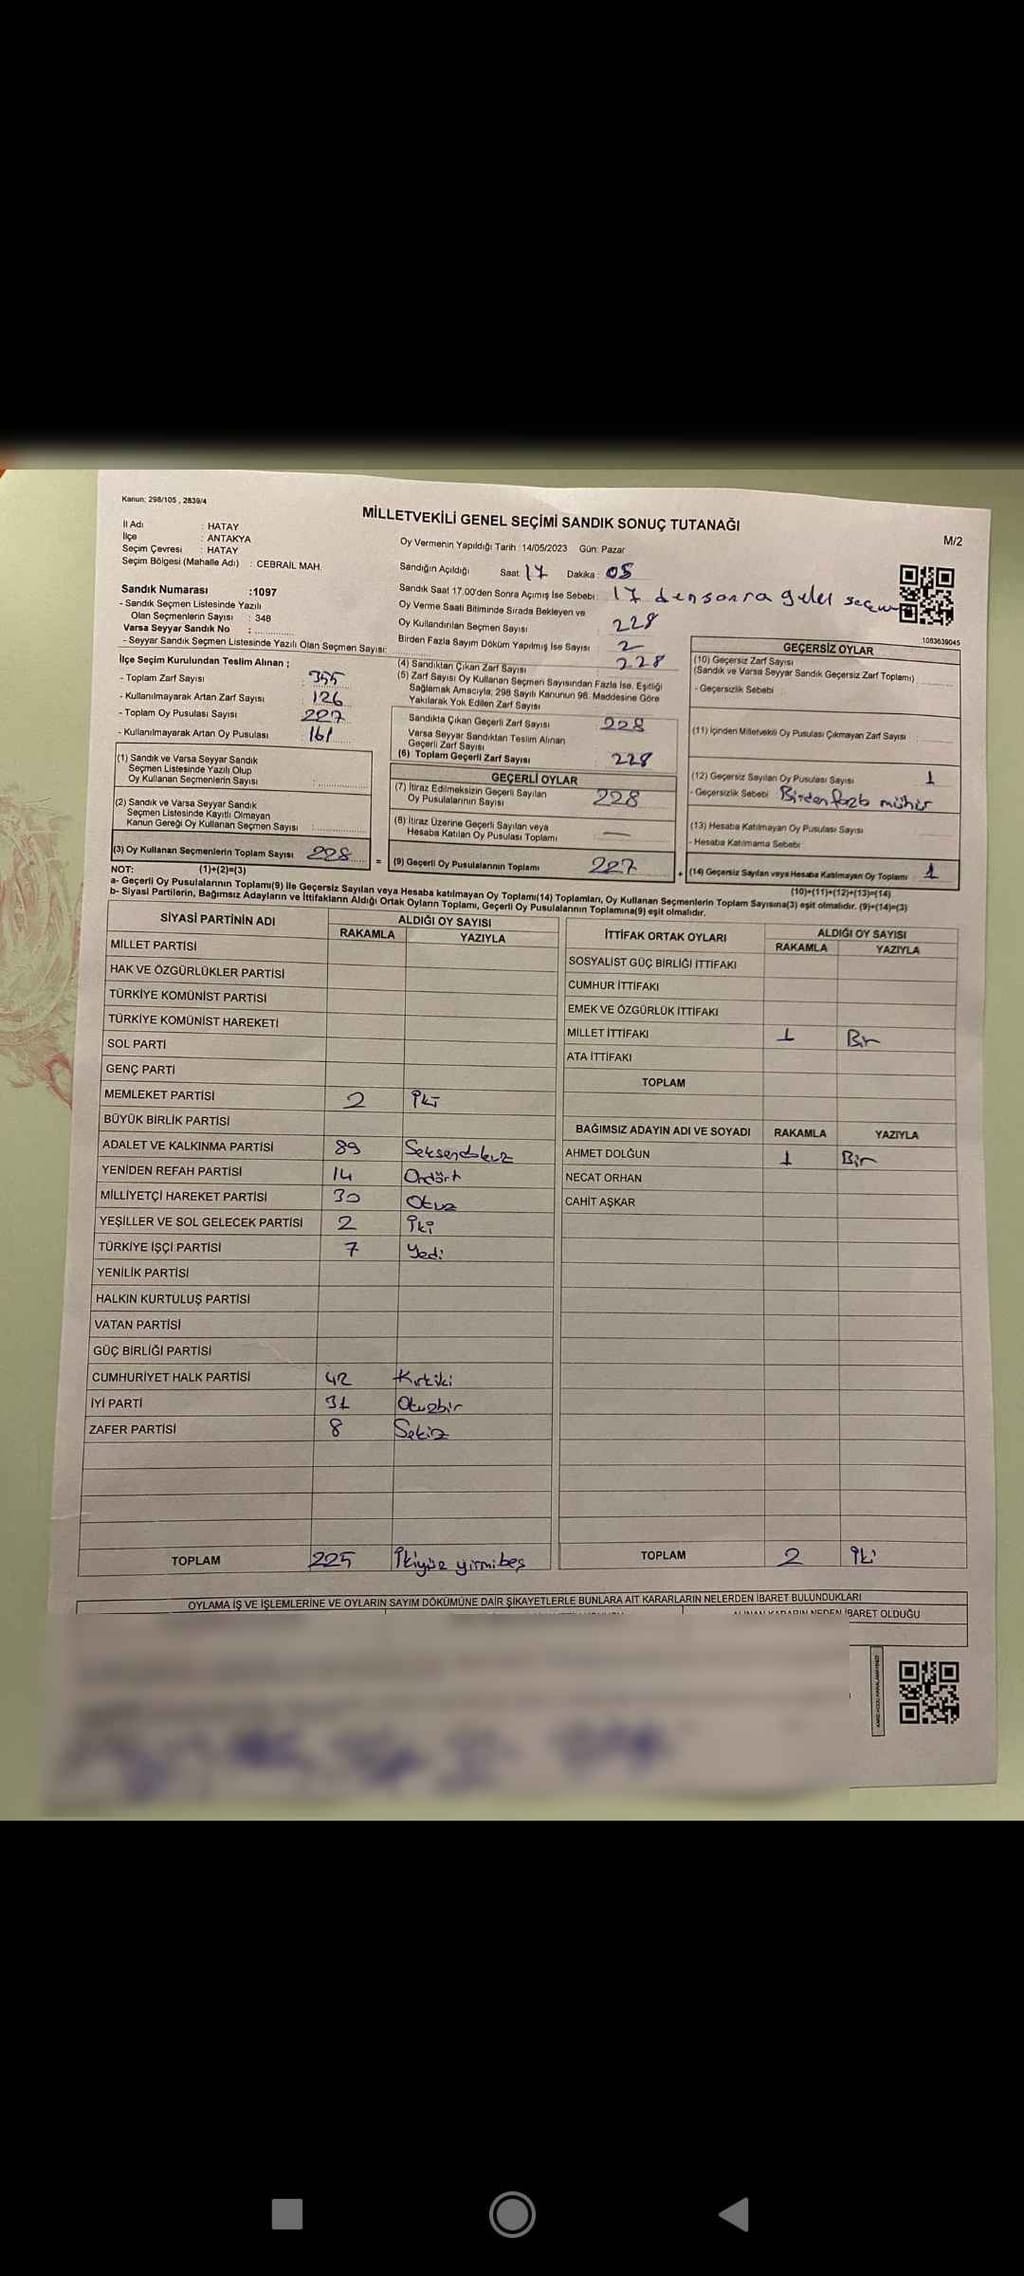 Kanun: 298/105 , 2839/4
MİLLETVEKİLİ GENEL SEÇİMİ SANDIK SONUÇ TUTANAĞI
M/2
İl Adı : HATAY
İlçe : ANTAKYA
Seçim Çevresi : HATAY
Seçim Bölgesi (Mahalle Adı) : CEBRAİL MAH.
Oy Vermenin Yapıldığı Tarih : 14/05/2023 Gün: Pazar
Sandığın Açıldığı Saat : 17 Dakika : 05
Sandık Saat 17.00'den Sonra Açımış İse Sebebi : 17 den sonra gelel
Oy Verme Saati Bitiminde Sırada Bekleyen ve
Oy Kullandırılan Seçmen Sayısı 228
Birden Fazla Sayım Döküm Yapılmış İse Sayısı 2
1083639045
Sandık Numarası :1097
- Sandık Seçmen Listesinde Yazılı
Olan Seçmenlerin Sayısı : 348
Varsa Seyyar Sandık No :
- Seyyar Sandık Seçmen Listesinde Yazılı Olan Seçmen Sayısı:
İlçe Seçim Kurulundan Teslim Alınan ;
- Toplam Zarf Sayısı : 355
- Kullanılmayarak Artan Zarf Sayısı : 126
- Toplam Oy Pusulası Sayısı : 227
- Kullanılmayarak Artan Oy Pusulası : 161
(1) Sandık ve Varsa Seyyar Sandık
Seçmen Listesinde Yazılı Olup
Oy Kullanan Seçmenlerin Sayısı :
(2) Sandık ve Varsa Seyyar Sandık
Seçmen Listesinde Kayıtlı Olmayan
Kanun Gereği Oy Kullanan Seçmen Sayısı :
(3) Oy Kullanan Seçmenlerin Toplam Sayısı 228
(1)+(2)=(3)
(4) Sandıktan Çıkan Zarf Sayısı 228
(5) Zarf Sayısı Oy Kullanan Seçmen Sayısından Fazla İse, Eşitliği
Sağlamak Amacıyla, 298 Sayılı Kanunun 98. Maddesine Göre
Yakılarak Yok Edilen Zarf Sayısı
Sandıkta Çıkan Geçerli Zarf Sayısı 228
Varsa Seyyar Sandıktan Teslim Alınan
Geçerli Zarf Sayısı
(6) Toplam Geçerli Zarf Sayısı 228
GEÇERLİ OYLAR
(7) İtiraz Edilmeksizin Geçerli Sayılan
Oy Pusulalarının Sayısı 228
(8) İtiraz Üzerine Geçerli Sayılan veya
Hesaba Katılan Oy Pusulası Toplamı —
= (9) Geçerli Oy Pusulalarının Toplamı 227 +
GEÇERSİZ OYLAR
(10) Geçersiz Zarf Sayısı
(Sandık ve Varsa Seyyar Sandık Geçersiz Zarf Toplamı)
- Geçersizlik Sebebi
(11) İçinden Milletvekili Oy Pusulası Çıkmayan Zarf Sayısı :
(12) Geçersiz Sayılan Oy Pusulası Sayısı 1
- Geçersizlik Sebebi Birden fazla mühür
(13) Hesaba Katılmayan Oy Pusulası Sayısı
- Hesaba Katılmama Sebebi
(14) Geçersiz Sayılan veya Hesaba Katılmayan Oy Toplamı 1
(10)+(11)+(12)+(13)=(14)
NOT:
a- Geçerli Oy Pusulalarının Toplamı(9) ile Geçersiz Sayılan veya Hesaba katılmayan Oy Toplamı(14) Toplamları, Oy Kullanan Seçmenlerin Toplam Sayısına(3) eşit olmalıdır. (9)+(14)=(3)
b- Siyasi Partilerin, Bağımsız Adayların ve İttifakların Aldığı Ortak Oyların Toplamı, Geçerli Oy Pusulalarının Toplamına(9) eşit olmalıdır.
SİYASİ PARTİNİN ADI ALDIĞI OY SAYISI
RAKAMLA YAZIYLA
MİLLET PARTİSİ
HAK VE ÖZGÜRLÜKLER PARTİSİ
TÜRKİYE KOMÜNİST PARTİSİ
TÜRKİYE KOMÜNİST HAREKETİ
SOL PARTİ
GENÇ PARTİ
MEMLEKET PARTİSİ 2 İki
BÜYÜK BİRLİK PARTİSİ
ADALET VE KALKINMA PARTİSİ 89 Seksendokuz
YENİDEN REFAH PARTİSİ 14 Ondört
MİLLİYETÇİ HAREKET PARTİSİ 30 Otuz
YEŞİLLER VE SOL GELECEK PARTİSİ 2 İki
TÜRKİYE İŞÇİ PARTİSİ 7 Yedi
YENİLİK PARTİSİ
HALKIN KURTULUŞ PARTİSİ
VATAN PARTİSİ
GÜÇ BİRLİĞİ PARTİSİ
CUMHURİYET HALK PARTİSİ 42 Kırkiki
İYİ PARTİ 31 Otuzbir
ZAFER PARTİSİ 8 Sekiz
TOPLAM 225 İkiyüz yirmibeş
İTTİFAK ORTAK OYLARI ALDIĞI OY SAYISI
RAKAMLA YAZIYLA
SOSYALİST GÜÇ BİRLİĞİ İTTİFAKI
CUMHUR İTTİFAKI
EMEK VE ÖZGÜRLÜK İTTİFAKI
MİLLET İTTİFAKI 1 Bir
ATA İTTİFAKI
TOPLAM
BAĞIMSIZ ADAYIN ADI VE SOYADI RAKAMLA YAZIYLA
AHMET DOLĞUN 1 Bir
NECAT ORHAN
CAHİT AŞKAR
TOPLAM 2 İki
OYLAMA İŞ VE İŞLEMLERİNE VE OYLARIN SAYIM DÖKÜMÜNE DAİR ŞİKAYETLERLE BUNLARA AİT KARARLARIN NELERDEN İBARET BULUNDUKLARI
ALINAN KARARIN NEDEN İBARET OLDUĞU